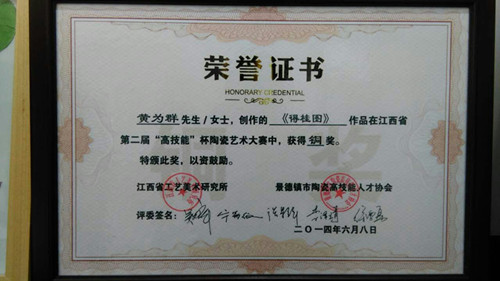 荣誉证书
HONORARY CREDENTIAL
黄为群先生/女士，创作的《得桂图》作品在江西省
第二届“高技能”杯陶瓷艺术大赛中，获得铜奖。
特颁此奖，以资鼓励。
江西省工艺美术研究所 景德镇市陶瓷高技能人才协会
评委签名：
二〇一四年六月八日